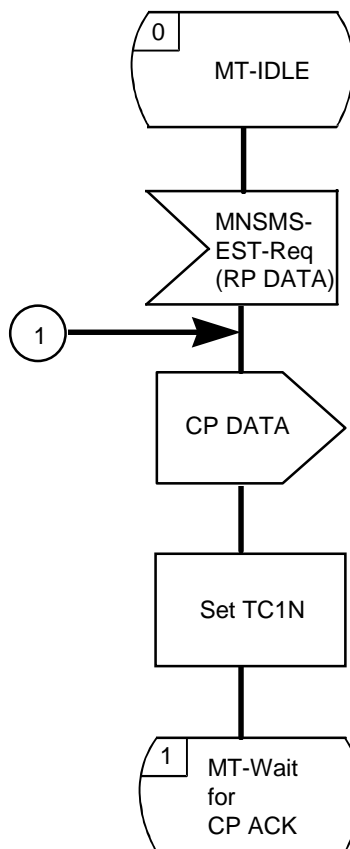 0
MT-IDLE
MNSMS-
EST-Req
(RP DATA)
1
CP DATA
Set TC1N
1
MT-Wait
for
CP ACK